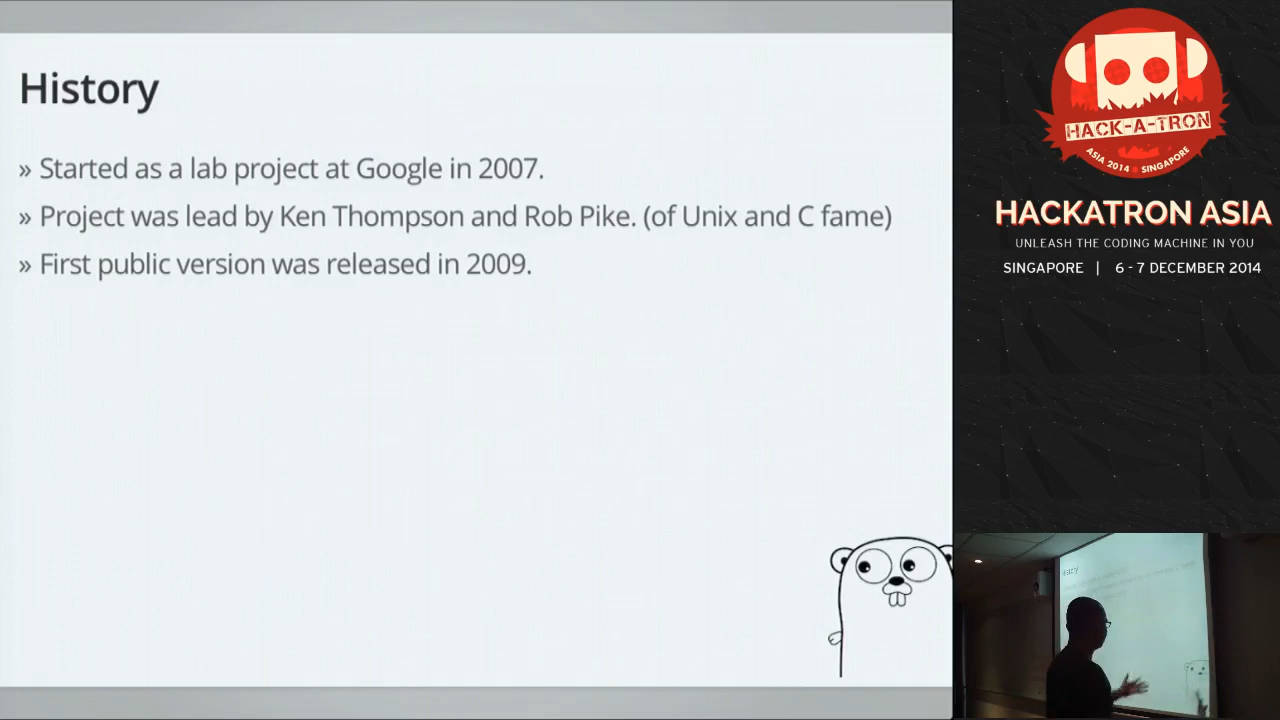 History
» Started as a lab project at Google in 2007.
» Project was lead by Ken Thompson and Rob Pike. (of Unix and C fame)
» First public version was released in 2009.
HACK-A-TRON
ASIA 2014 SINGAPORE
HACKATRON ASIA
UNLEASH THE CODING MACHINE IN YOU
SINGAPORE | 6 - 7 DECEMBER 2014
History